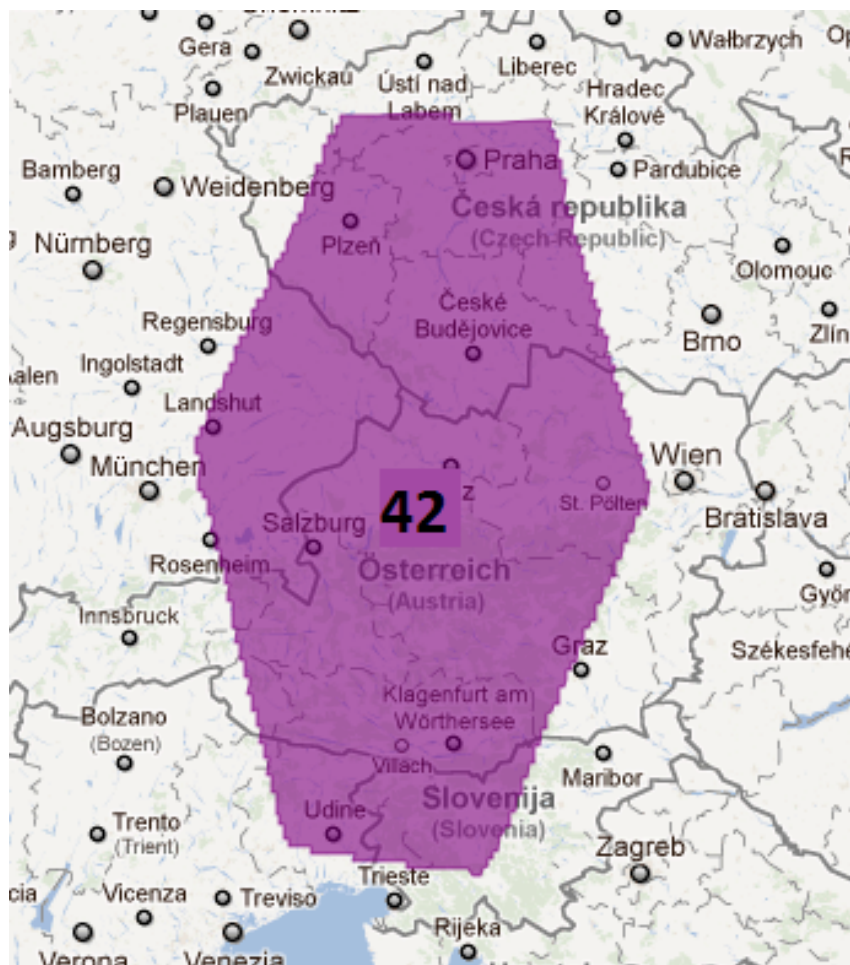 Gera
Zwickau
Plauen
Ústí nad
Labem
Liberec
Wałbrzych
Hradec
Králové
Praha
Pardubice
Bamberg
Weidenberg
Česká republika
(Czech Republic)
Plzeň
Nürnberg
Olomouc
České
Budějovice
Regensburg
Brno
Ingolstadt
Landshut
Augsburg
München
Wien
St. Pölten
42
Salzburg
Bratislava
Rosenheim
Österreich
(Austria)
Innsbruck
Graz
Klagenfurt am
Wörthersee
Bolzano
(Bozen)
Villach
Maribor
Slovenija
(Slovenia)
Udine
Trento
(Trient)
Zagreb
Trieste
Vicenza
Treviso
Rijeka
Verona
Venezia